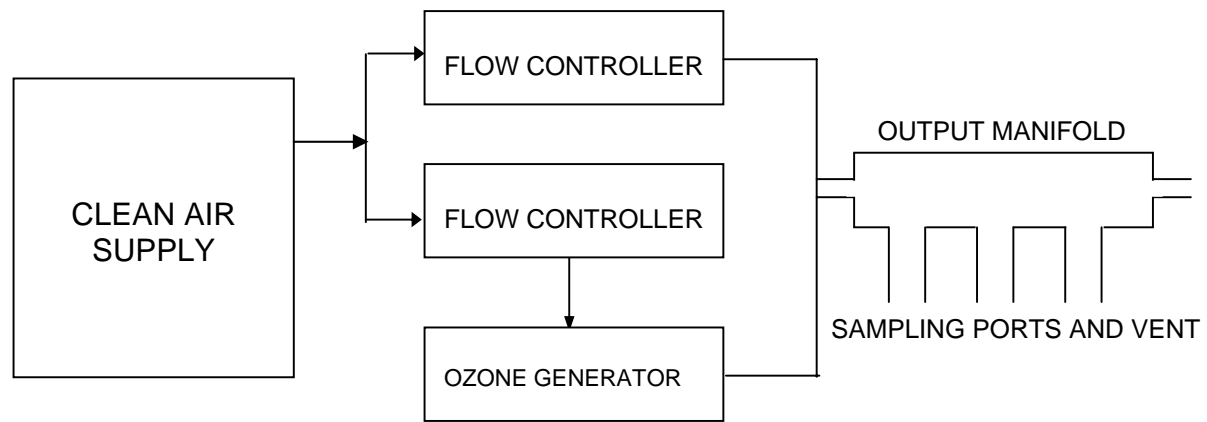 CLEAN AIR
SUPPLY
FLOW CONTROLLER
FLOW CONTROLLER
OZONE GENERATOR
OUTPUT MANIFOLD
SAMPLING PORTS AND VENT